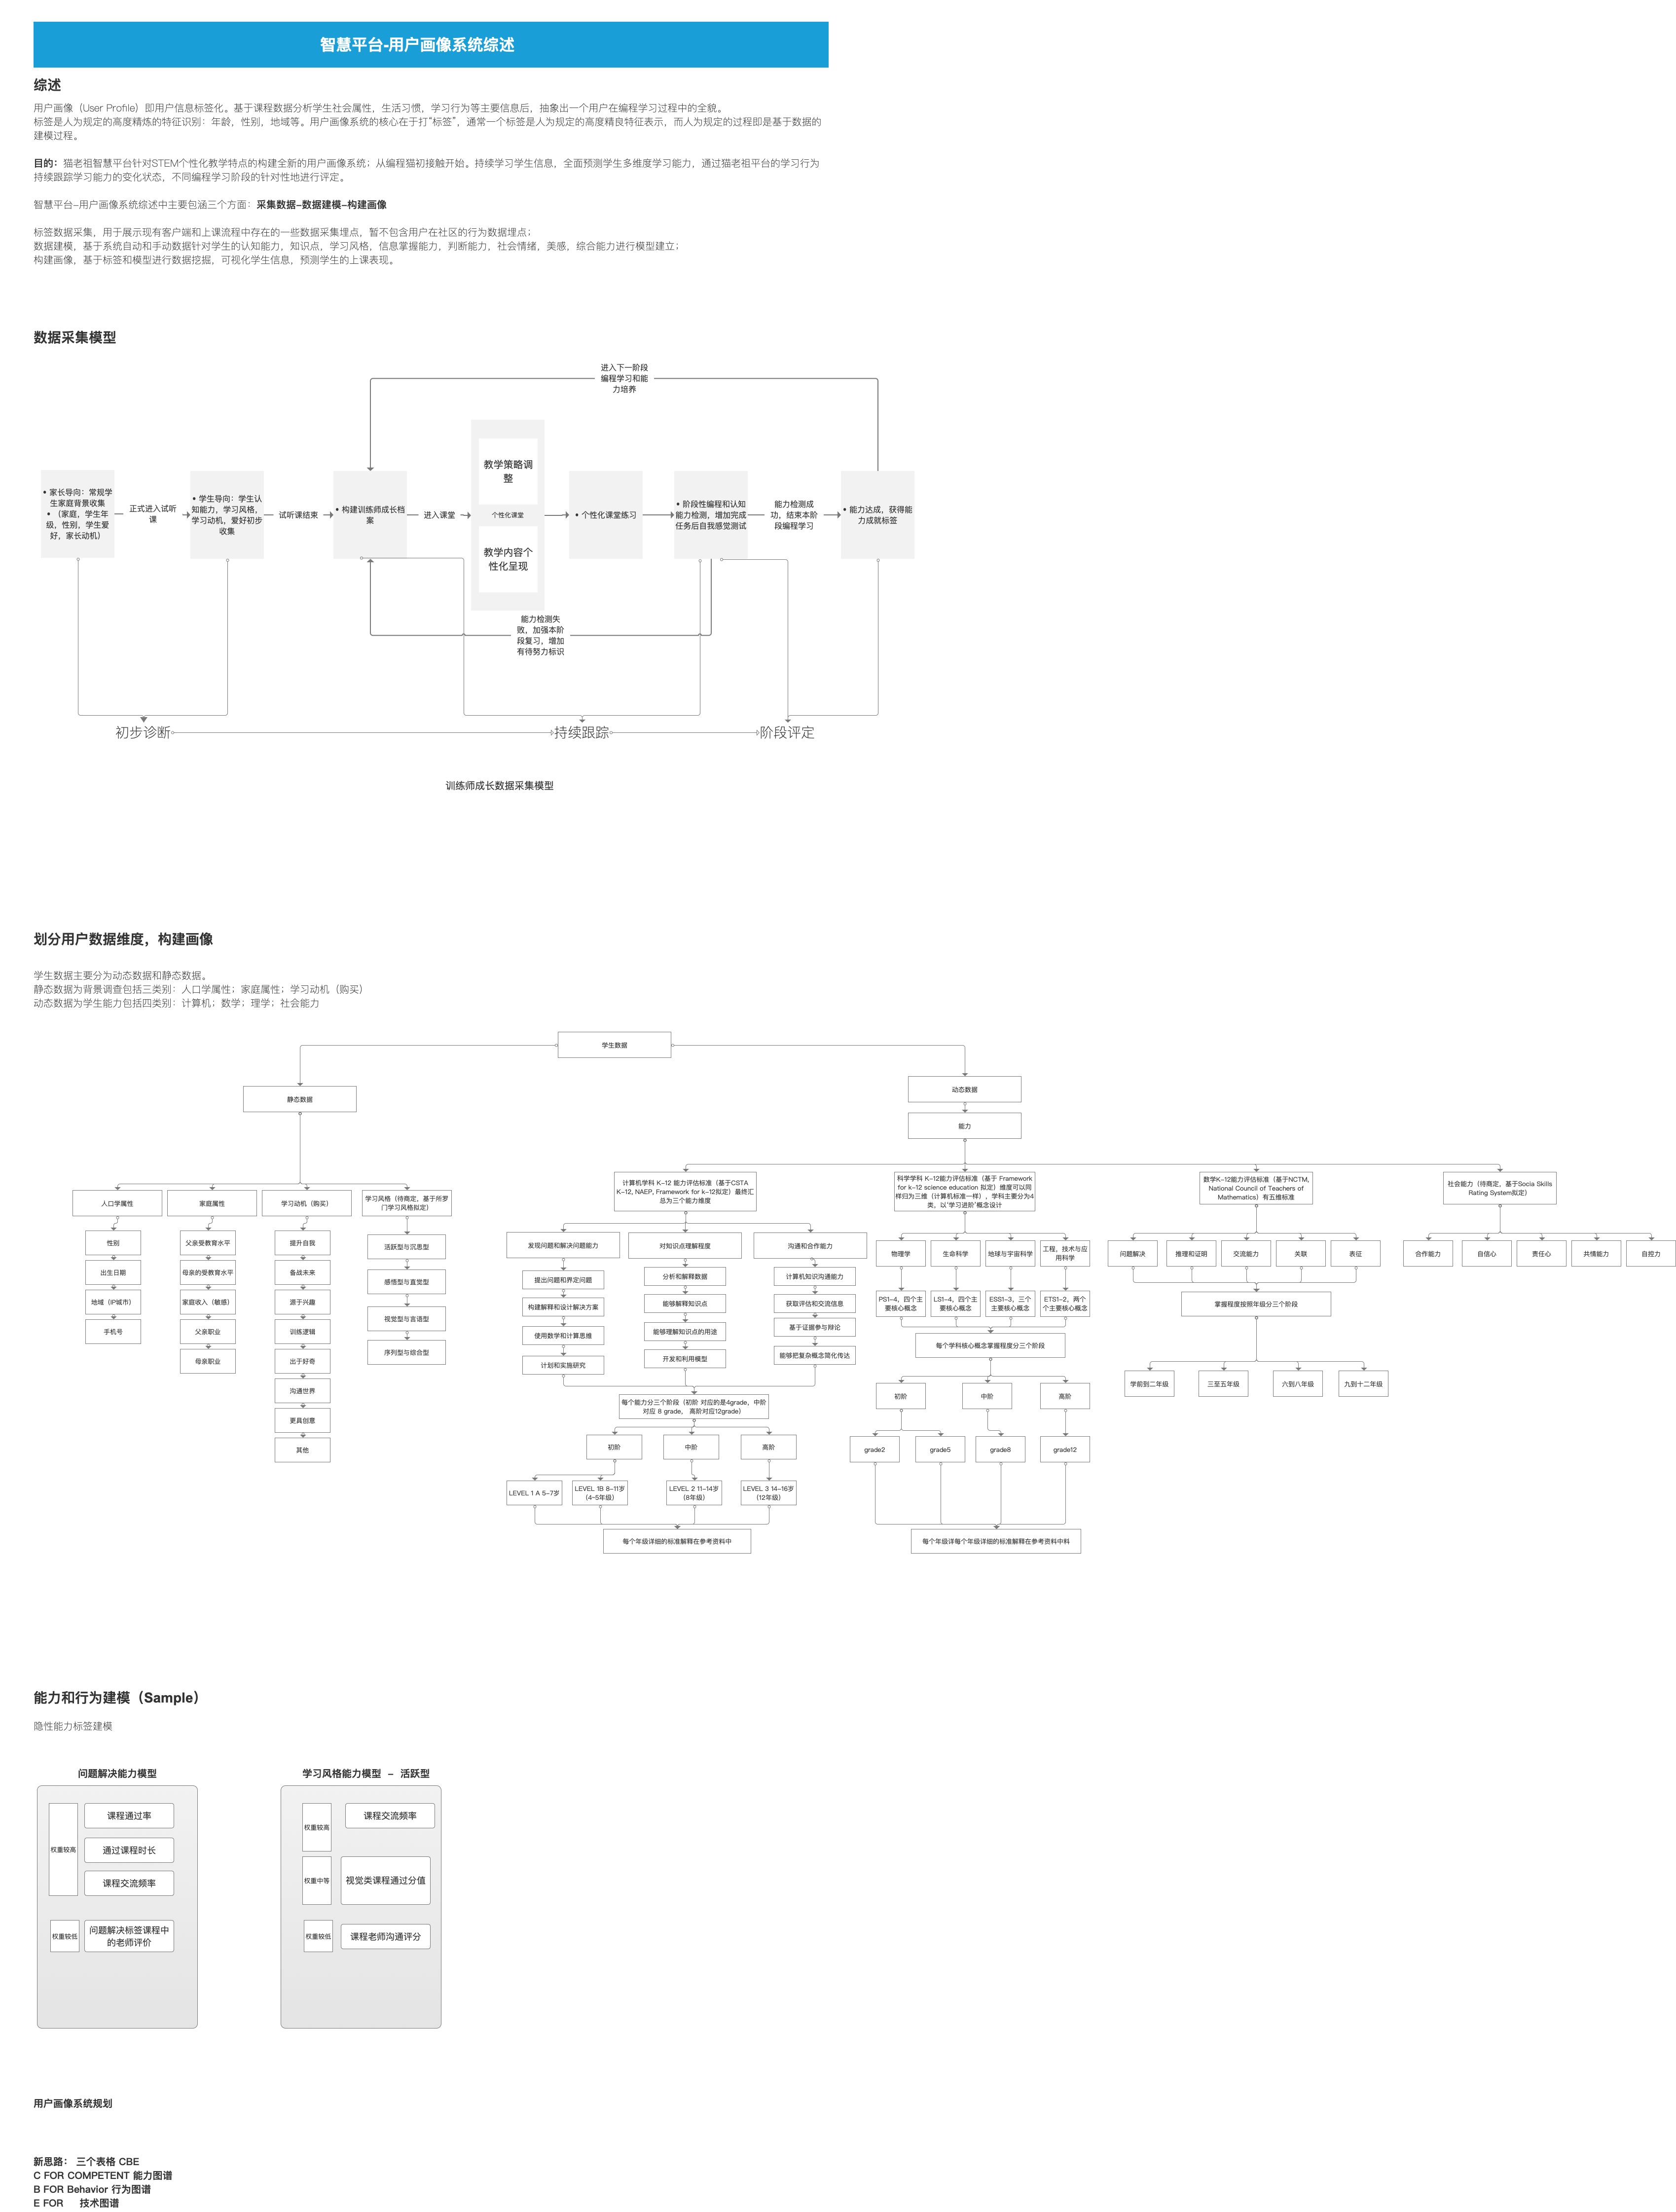 智慧平台-用户画像系统综述
综述
用户画像（User Profile）即用户信息标签化。基于课程数据分析学生社会属性，生活习惯，学习行为等主要信息后，抽象出一个用户在编程学习过程中的全貌。
标签是人为规定的高度精炼的特征识别：年龄，性别，地域等。用户画像系统的核心在于打“标签”，通常一个标签是人为规定的高度精良特征表示，而人为规定的过程即是基于数据的
建模过程。
目的：猫老祖智慧平台针对STEM个性化教学特点的构建全新的用户画像系统；从编程猫初接触开始。持续学习学生信息，全面预测学生多维度学习能力，通过猫老祖平台的学习行为
持续跟踪学习能力的变化状态，不同编程学习阶段的针对性地进行评定。
智慧平台-用户画像系统综述中主要包涵三个方面：采集数据-数据建模-构建画像
标签数据采集，用于展示现有客户端和上课流程中存在的一些数据采集埋点，暂不包含用户在社区的行为数据埋点；
数据建模，基于系统自动和手动数据针对学生的认知能力，知识点，学习风格，信息掌握能力，判断能力，社会情绪，美感，综合能力进行模型建立；
构建画像，基于标签和模型进行数据挖掘，可视化学生信息，预测学生的上课表现。
数据采集模型
进入下一阶段
编程学习和能
力培养
• 家长导向：常规学
生家庭背景收集
• （家庭，学生年
级，性别，学生爱
好，家长动机）
正式进入试听
课
• 学生导向：学生认
知能力，学习风格，
学习动机，爱好初步
收集
试听课结束
• 构建训练师成长档
案
进入课堂
教学策略调
整
个性化课堂
教学内容个
性化呈现
• 个性化课堂练习
• 阶段性编程和认知
能力检测，增加完成
任务后自我感觉测试
能力检测成
功，结束本阶
段编程学习
• 能力达成，获得能
力成就标签
能力检测失
败，加强本阶
段复习，增加
有待努力标识
初步诊断
持续跟踪
阶段评定
训练师成长数据采集模型
划分用户数据维度，构建画像
学生数据主要分为动态数据和静态数据。
静态数据为背景调查包括三类别：人口学属性；家庭属性；学习动机（购买）
动态数据为学生能力包括四类别：计算机；数学；理学；社会能力
学生数据
静态数据
动态数据
能力
人口学属性
家庭属性
学习动机（购买）
学习风格（待商定，基于所罗
门学习风格拟定）
性别
出生日期
地域（IP城市）
手机号
父亲受教育水平
母亲的受教育水平
家庭收入（敏感）
父亲职业
母亲职业
提升自我
备战未来
源于兴趣
训练逻辑
出于好奇
沟通世界
更具创意
其他
活跃型与沉思型
感悟型与直觉型
视觉型与言语型
序列型与综合型
计算机学科 K-12 能力评估标准（基于CSTA
K-12, NAEP, Framework for k-12拟定）最终汇
总为三个能力维度
发现问题和解决问题能力
对知识点理解程度
沟通和合作能力
提出问题和界定问题
构建解释和设计解决方案
使用数学和计算思维
计划和实施研究
分析和解释数据
能够解释知识点
能够理解知识点的用途
开发和利用模型
计算机知识沟通能力
获取评估和交流信息
基于证据参与辩论
能够把复杂概念简化传达
每个能力分三个阶段（初阶 对应的是4grade，中阶
对应 8 grade， 高阶对应12grade）
初阶
中阶
高阶
LEVEL 1 A 5-7岁
LEVEL 1B 8-11岁
（4-5年级）
LEVEL 2 11-14岁
（8年级）
LEVEL 3 14-16岁
（12年级）
每个年级详细的标准解释在参考资料中
科学学科 K-12能力评估标准（基于 Framework
for k-12 science education 拟定）维度可以同
样归为三维（计算机标准一样），学科主要分为4
类，以‘学习进阶’概念设计
物理学
生命科学
地球与宇宙科学
工程，技术与应
用科学
PS1-4，四个主
要核心概念
LS1-4，四个主
要核心概念
ESS1-3，三个
主要核心概念
ETS1-2，两个
个主要核心概念
每个学科核心概念掌握程度分三个阶段
初阶
中阶
高阶
grade2
grade5
grade8
grade12
每个年级详每个年级详细的标准解释在参考资料中料
数学K-12能力评估标准（基于NCTM,
National Council of Teachers of
Mathematics）有五维标准
问题解决
推理和证明
交流能力
关联
表征
掌握程度按照年级分三个阶段
学前到二年级
三至五年级
六到八年级
九到十二年级
社会能力（待商定，基于Socia Skills
Rating System拟定）
合作能力
自信心
责任心
共情能力
自控力
能力和行为建模（Sample）
隐性能力标签建模
问题解决能力模型
权重较高
课程通过率
通过课程时长
课程交流频率
权重较低
问题解决标签课程中
的老师评价
学习风格能力模型 - 活跃型
权重较高
课程交流频率
权重中等
视觉类课程通过分值
权重较低
课程老师沟通评分
用户画像系统规划
新思路： 三个表格 CBE
C FOR COMPETENT 能力图谱
B FOR Behavior 行为图谱
E FOR 技术图谱